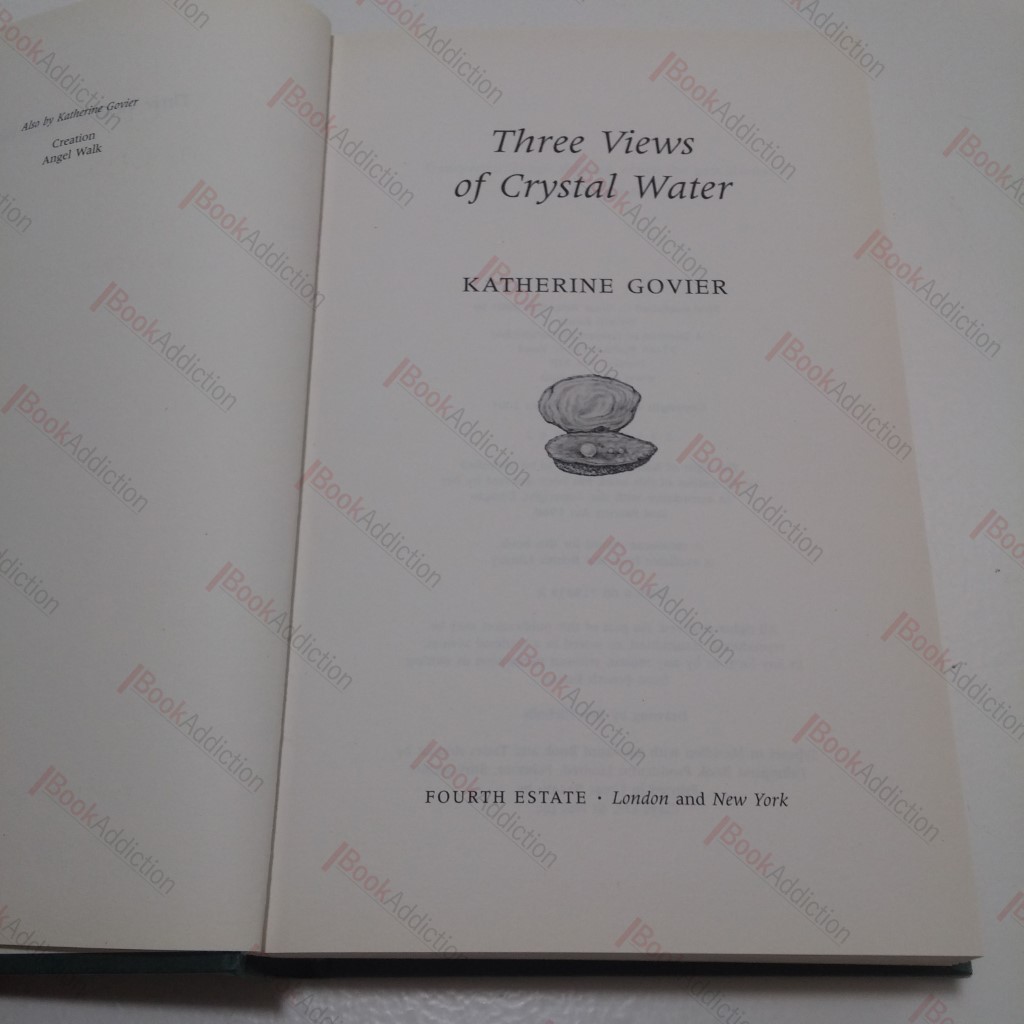 Also by Katherine Govier
Creation
Angel Walk
Three Views
of Crystal Water
KATHERINE GOVIER
FOURTH ESTATE · London and New York
BookAddiction